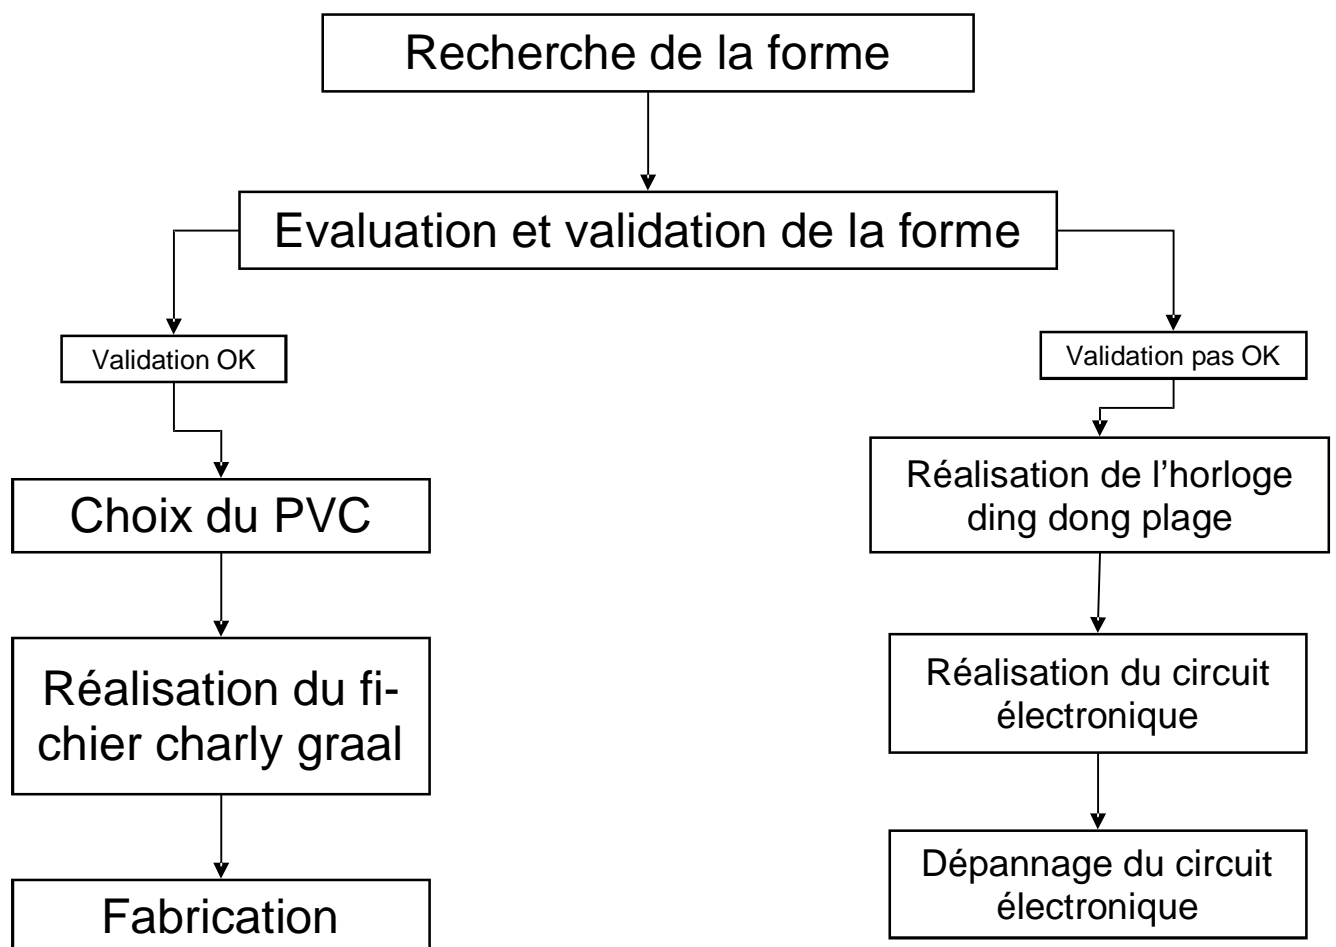 Recherche de la forme
Evaluation et validation de la forme
Validation OK
Validation pas OK
Choix du PVC
Réalisation de l’horloge
ding dong plage
Réalisation du fi-
chier charly graal
Réalisation du circuit
électronique
Fabrication
Dépannage du circuit
électronique